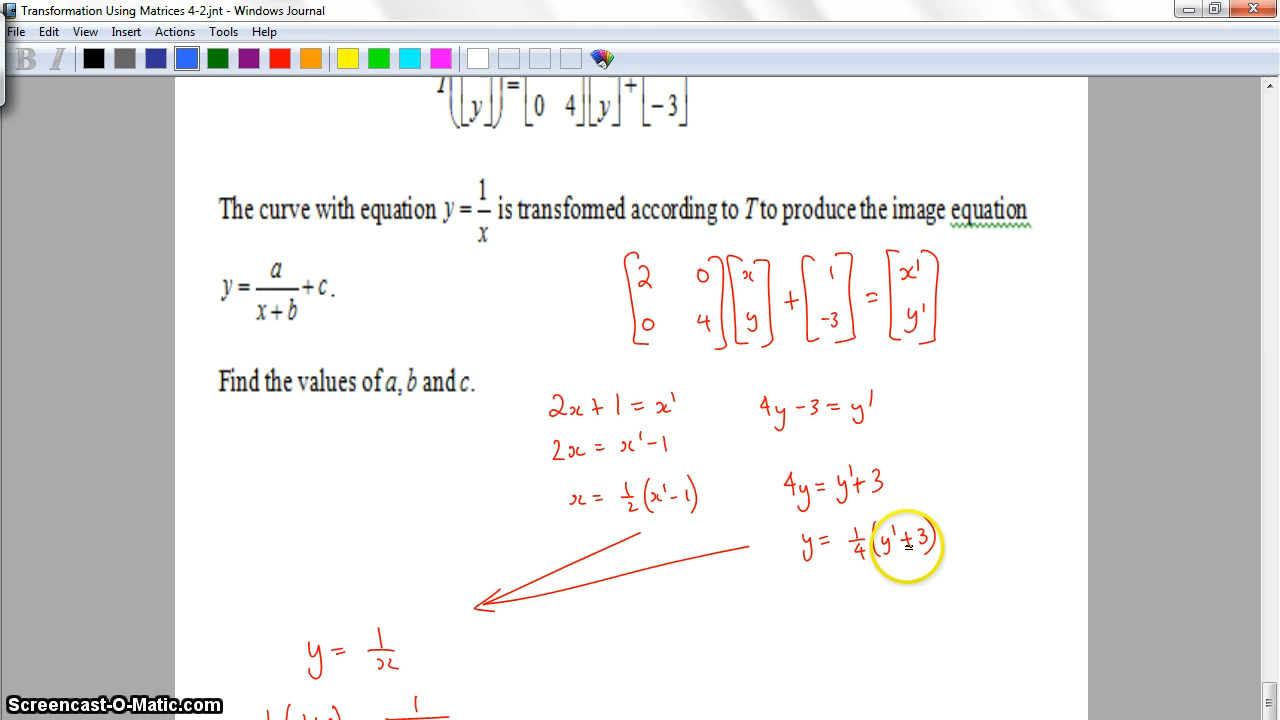 Transformation Using Matrices 4-2.jnt - Windows Journal
File Edit View Insert Actions Tools Help
B I
y = 0 4 y + -3
The curve with equation y = 1/x is transformed according to T to produce the image equation
y = a/(x + b) + c.
[2 0; 0 4][x; y] + [1; -3] = [x'; y']
Find the values of a, b and c.
2x + 1 = x' 4y - 3 = y'
2x = x' - 1
4y = y' + 3
x = 1/2 (x' - 1)
y = 1/4 (y' + 3)
y = 1/x
Screencast-O-Matic.com